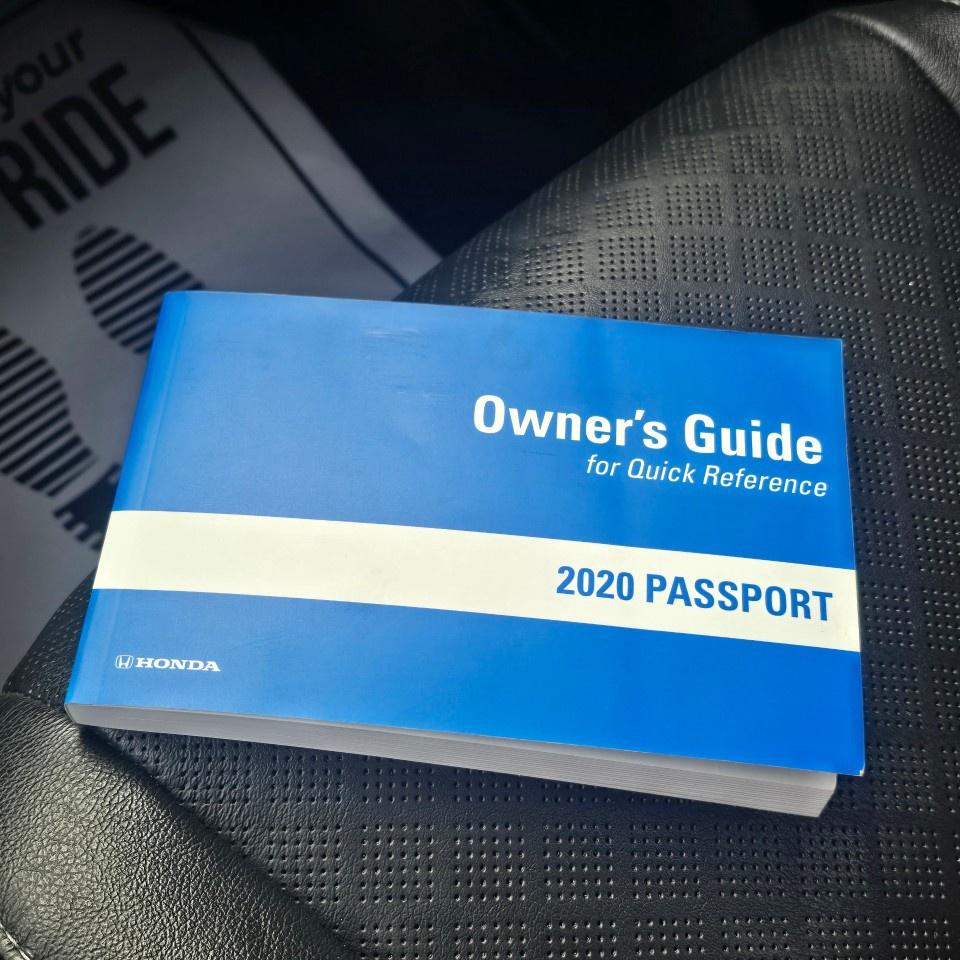 your
RIDE
Owner's Guide
for Quick Reference
2020 PASSPORT
HONDA